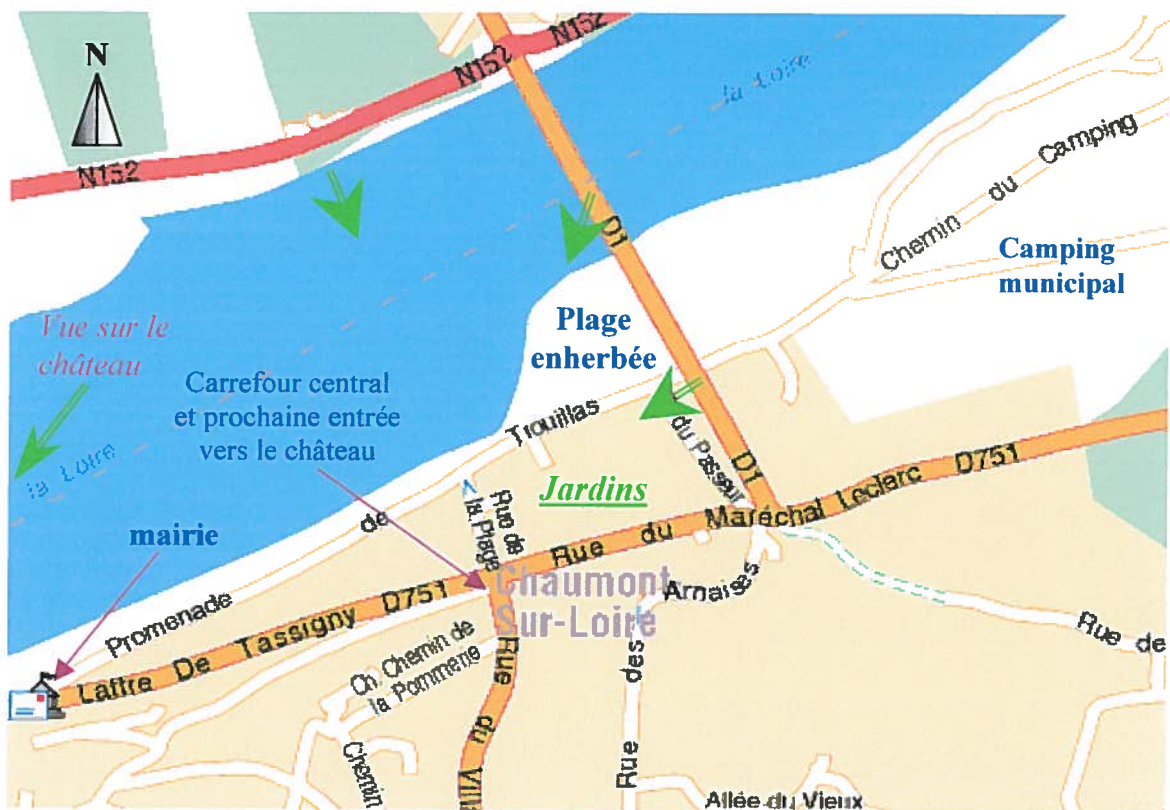 N152
N152
N152
N
la Loire
Chemin du Camping
D1
Camping
municipal
Plage
enherbée
Vue sur le
château
Carrefour central
et prochaine entrée
vers le château
Trouillas
du Passeur
D1
Rue du Maréchal Leclerc D751
la Loire
Jardins
Rue de
la Plage
mairie
de
Promenade
Chaumont
Sur-Loire
Arnaises
Laffre De Tassigny D751
Rue de
Ch. Chemin de
la Pommerie
Rue du
des
Rue
Chemin
Allée du Vieux